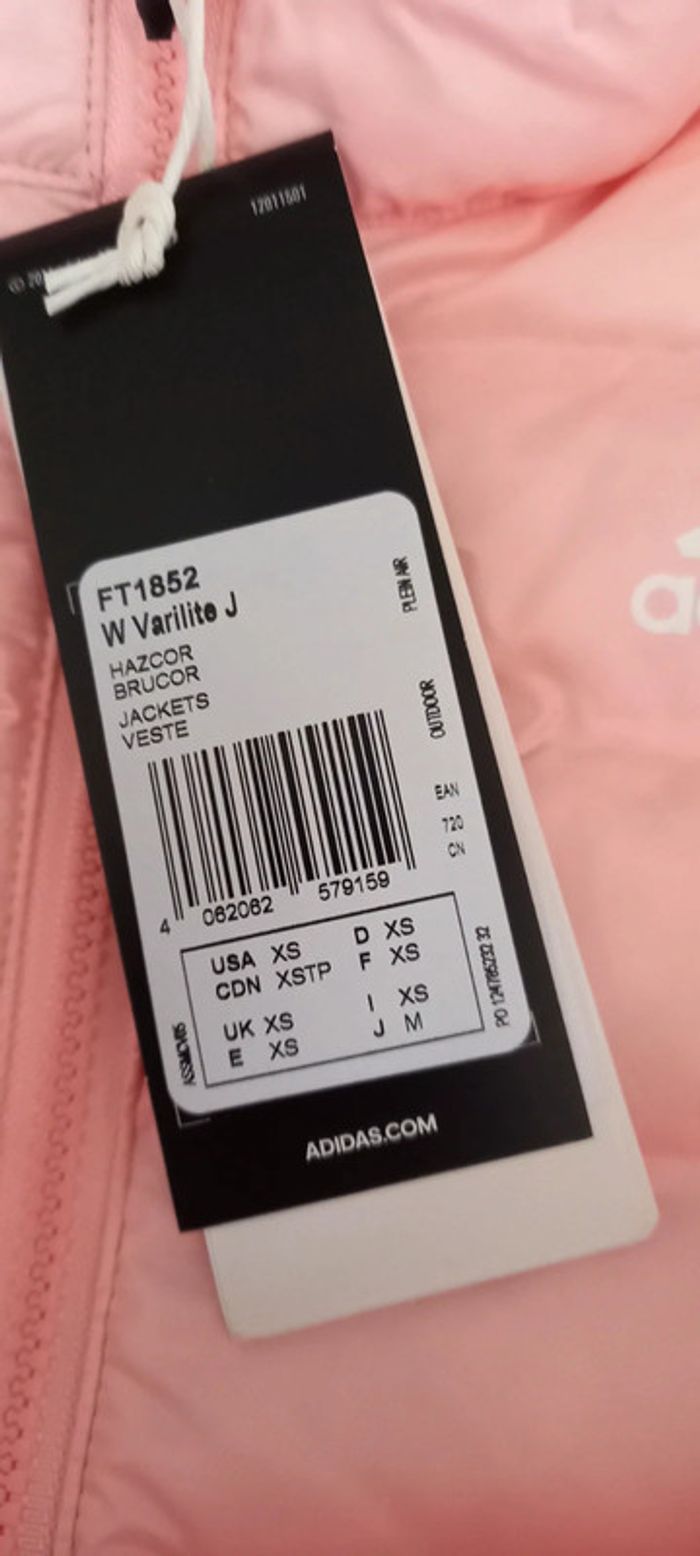 12011501
FT1852
W Varilite J
HAZCOR
BRUCOR
JACKETS
VESTE
PLEIN AIR
OUTDOOR
EAN
720
CN
4 062062 579159
USA XS D XS
CDN XSTP F XS
UK XS I XS
E XS J M
ADIDAS.COM